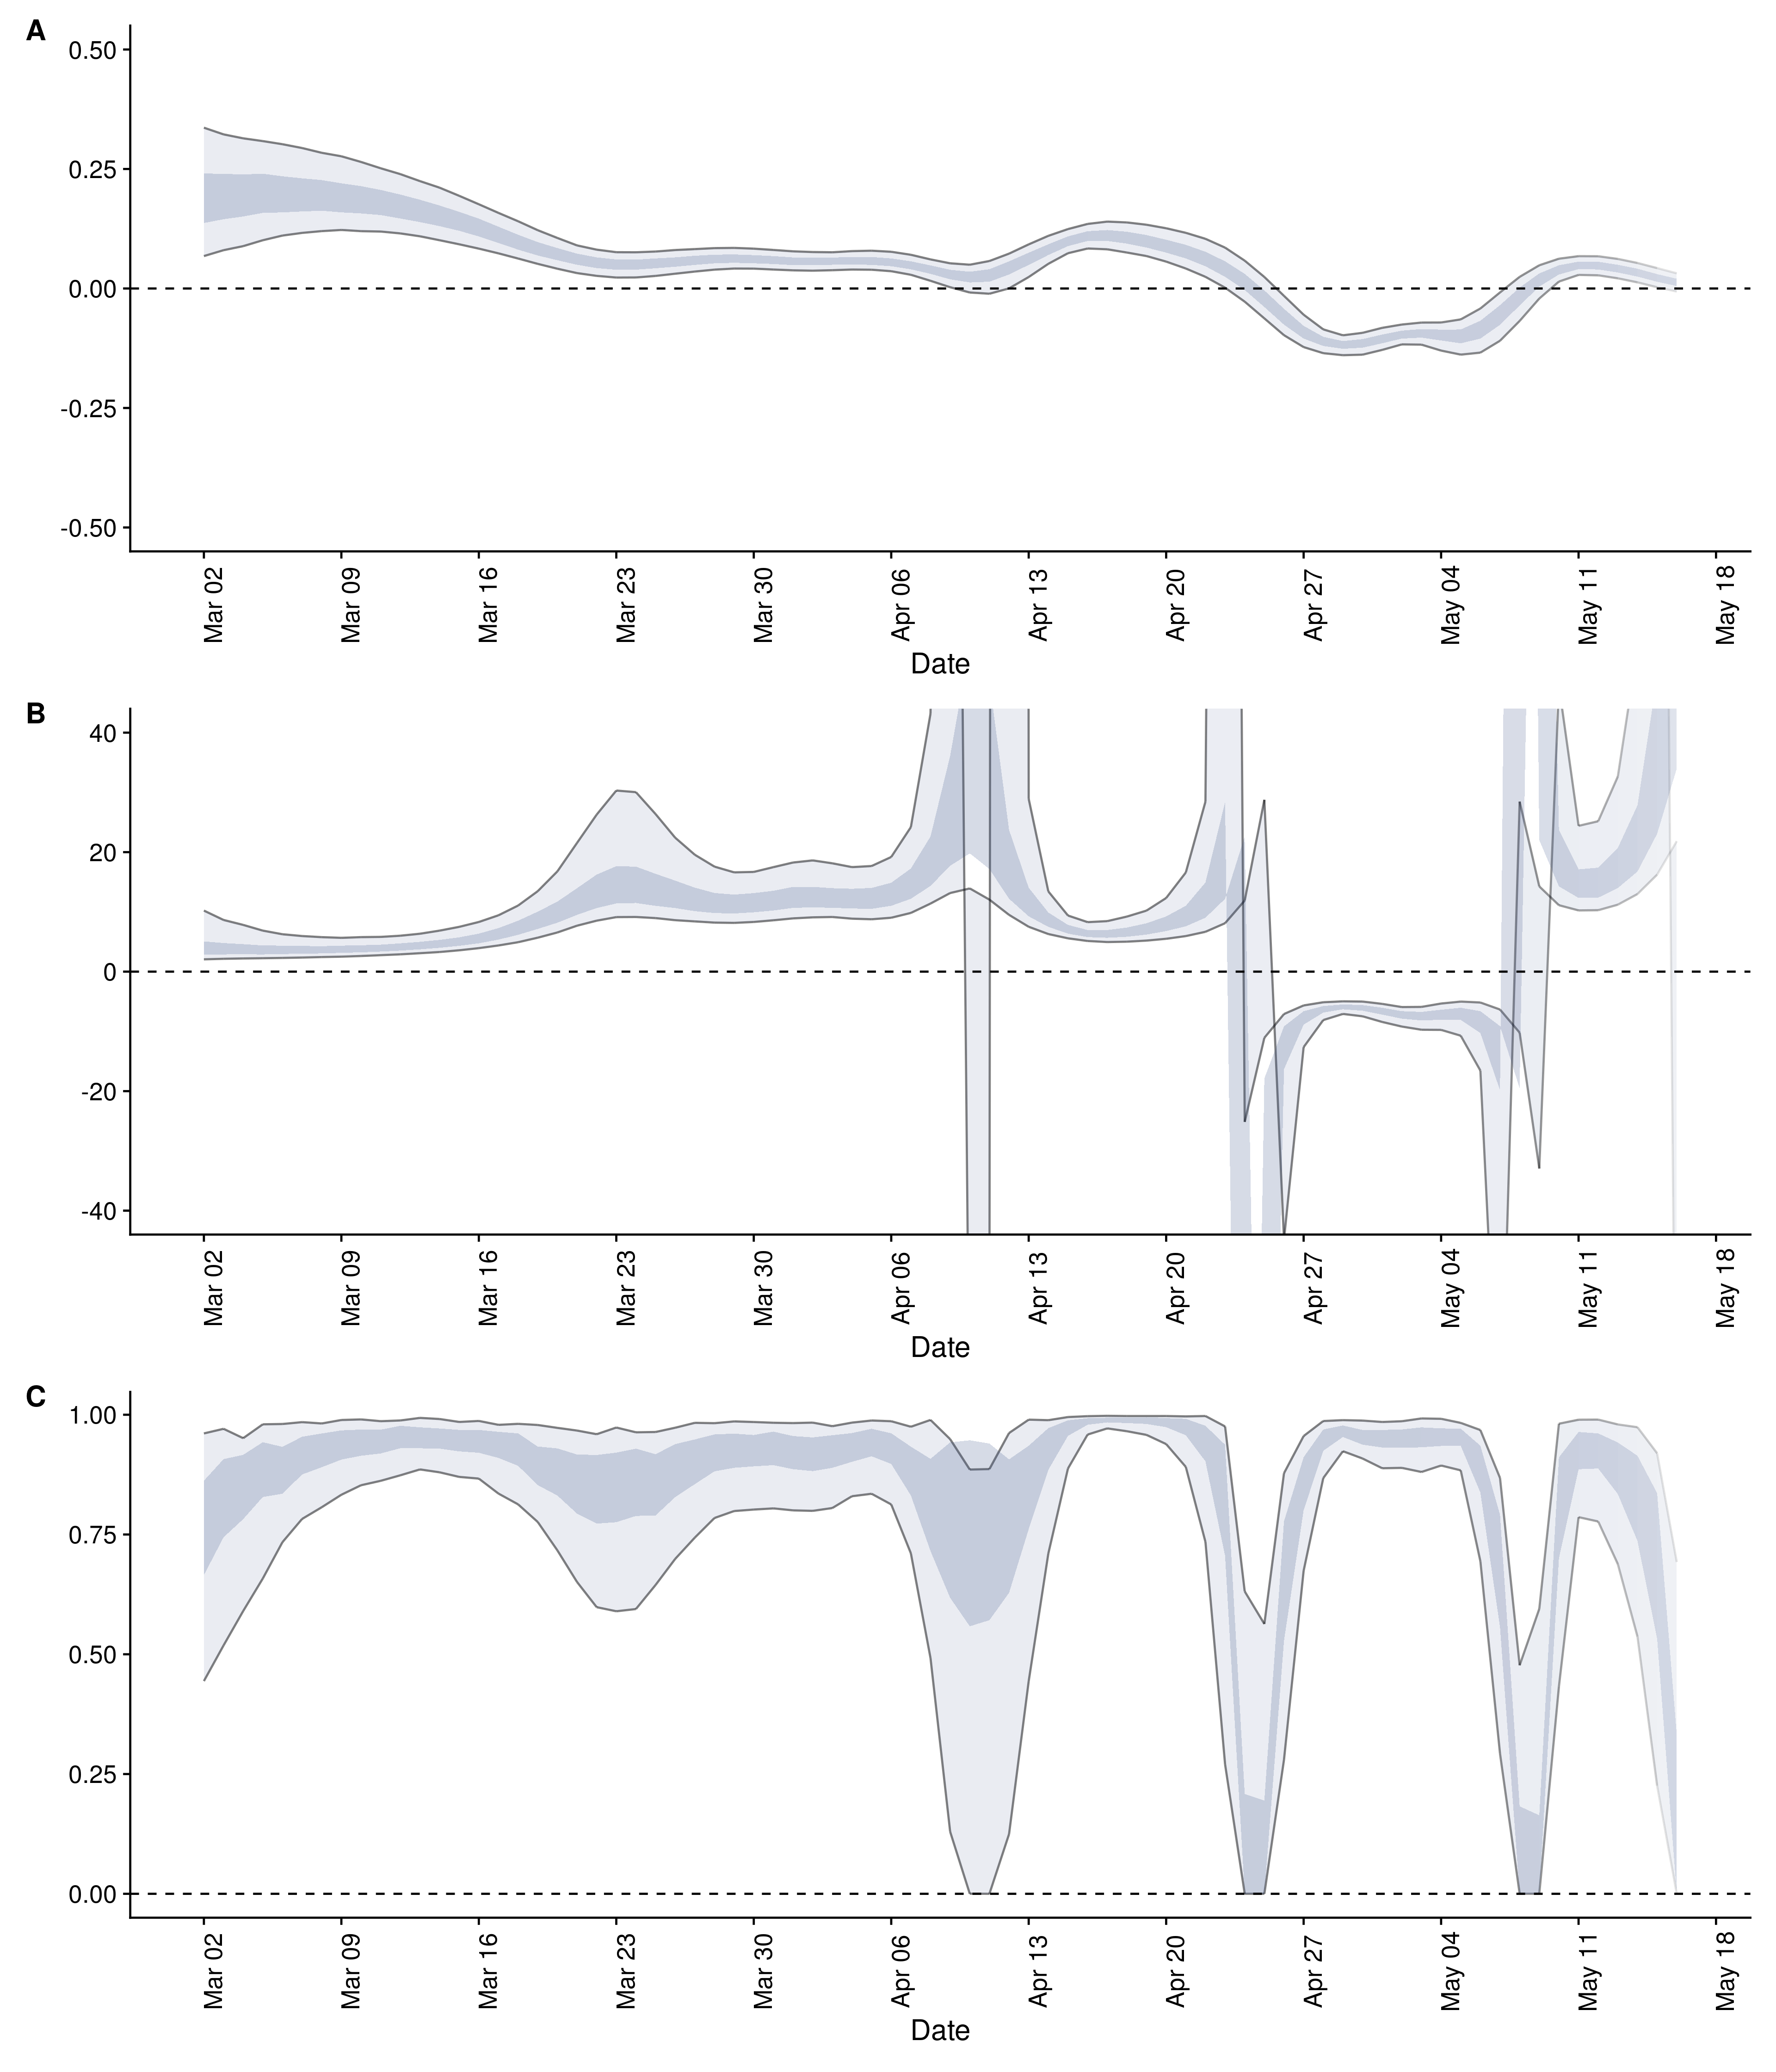 A
0.50
0.25
0.00
-0.25
-0.50
Mar 02
Mar 09
Mar 16
Mar 23
Mar 30
Apr 06
Apr 13
Apr 20
Apr 27
May 04
May 11
May 18
Date
B
40
20
0
-20
-40
Mar 02
Mar 09
Mar 16
Mar 23
Mar 30
Apr 06
Apr 13
Apr 20
Apr 27
May 04
May 11
May 18
Date
C
1.00
0.75
0.50
0.25
0.00
Mar 02
Mar 09
Mar 16
Mar 23
Mar 30
Apr 06
Apr 13
Apr 20
Apr 27
May 04
May 11
May 18
Date